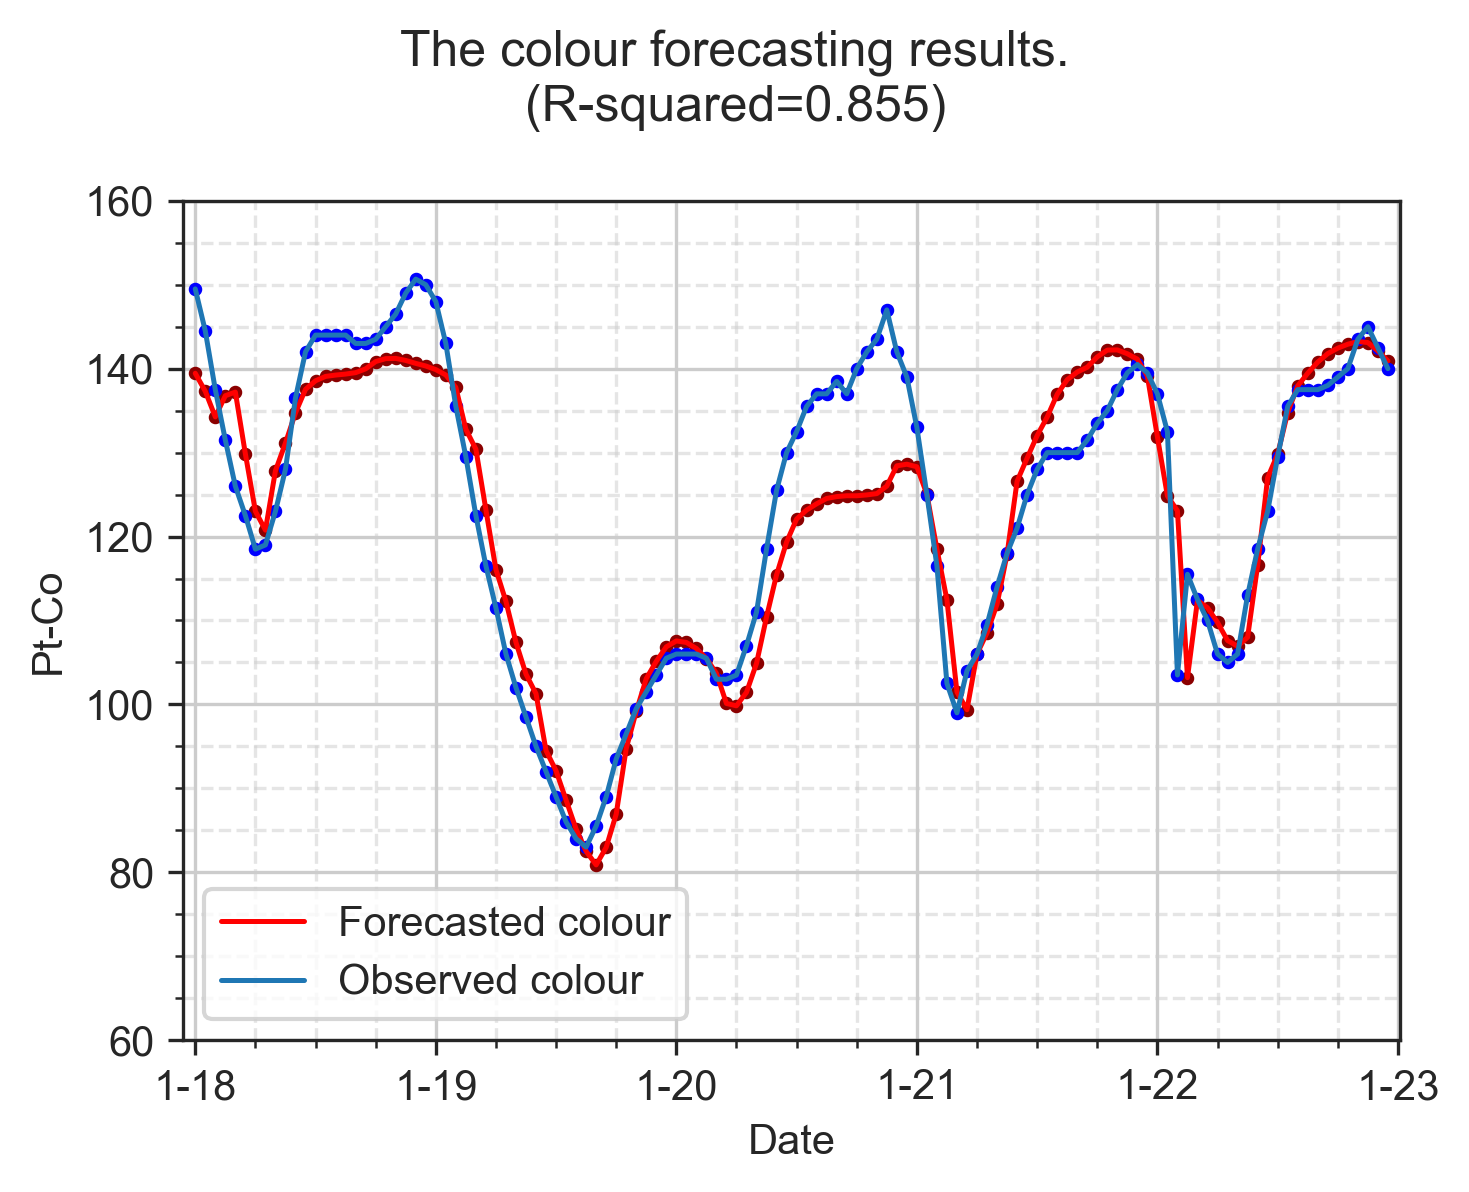 The colour forecasting results.
(R-squared=0.855)
160
140
120
100
80
60
Pt-Co
Forecasted colour
Observed colour
1-18 1-19 1-20 1-21 1-22 1-23
Date